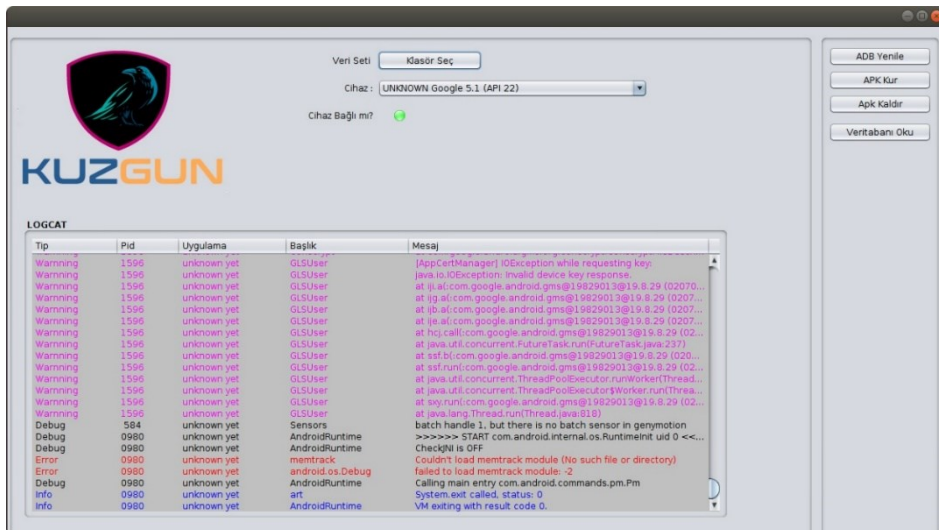 Veri Seti Klasör Seç
Cihaz : UNKNOWN Google 5.1 (API 22)
Cihaz Bağlı mı?
ADB Yenile
APK Kur
Apk Kaldır
Veritabanı Oku
KUZGUN
LOGCAT
Tip Pid Uygulama Başlık Mesaj
Warnning 1596 unknown yet GLSUser [AppCertManager] IOException while requesting key:
Warnning 1596 unknown yet GLSUser java.io.IOException: Invalid device key response.
Warnning 1596 unknown yet GLSUser at iji.a(:com.google.android.gms@19829013@19.8.29 (02070...
Warnning 1596 unknown yet GLSUser at ijg.a(:com.google.android.gms@19829013@19.8.29 (0207...
Warnning 1596 unknown yet GLSUser at ijb.a(:com.google.android.gms@19829013@19.8.29 (0207...
Warnning 1596 unknown yet GLSUser at ije.a(:com.google.android.gms@19829013@19.8.29 (0207...
Warnning 1596 unknown yet GLSUser at hcj.call(:com.google.android.gms@19829013@19.8.29 (02...
Warnning 1596 unknown yet GLSUser at java.util.concurrent.FutureTask.run(FutureTask.java:237)
Warnning 1596 unknown yet GLSUser at ssf.b(:com.google.android.gms@19829013@19.8.29 (020...
Warnning 1596 unknown yet GLSUser at ssf.run(:com.google.android.gms@19829013@19.8.29 (02...
Warnning 1596 unknown yet GLSUser at java.util.concurrent.ThreadPoolExecutor.runWorker(Thread...
Warnning 1596 unknown yet GLSUser at java.util.concurrent.ThreadPoolExecutor$Worker.run(Threa...
Warnning 1596 unknown yet GLSUser at sxy.run(:com.google.android.gms@19829013@19.8.29 (02...
Warnning 1596 unknown yet GLSUser at java.lang.Thread.run(Thread.java:818)
Debug 584 unknown yet Sensors batch handle 1, but there is no batch sensor in genymotion
Debug 0980 unknown yet AndroidRuntime >>>>>> START com.android.internal.os.RuntimeInit uid 0 <<...
Debug 0980 unknown yet AndroidRuntime CheckJNI is OFF
Error 0980 unknown yet memtrack Couldn't load memtrack module (No such file or directory)
Error 0980 unknown yet android.os.Debug failed to load memtrack module: -2
Debug 0980 unknown yet AndroidRuntime Calling main entry com.android.commands.pm.Pm
Info 0980 unknown yet art System.exit called, status: 0
Info 0980 unknown yet AndroidRuntime VM exiting with result code 0.